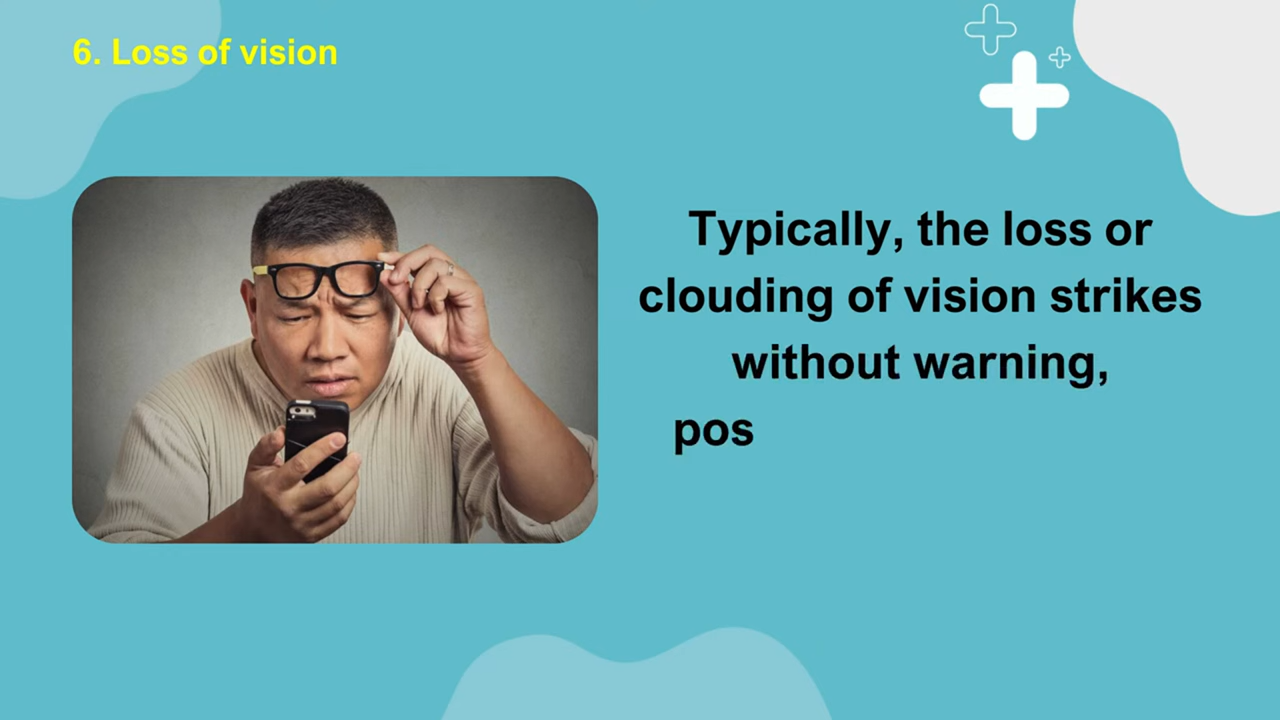 6. Loss of vision
Typically, the loss or
clouding of vision strikes
without warning,
pos